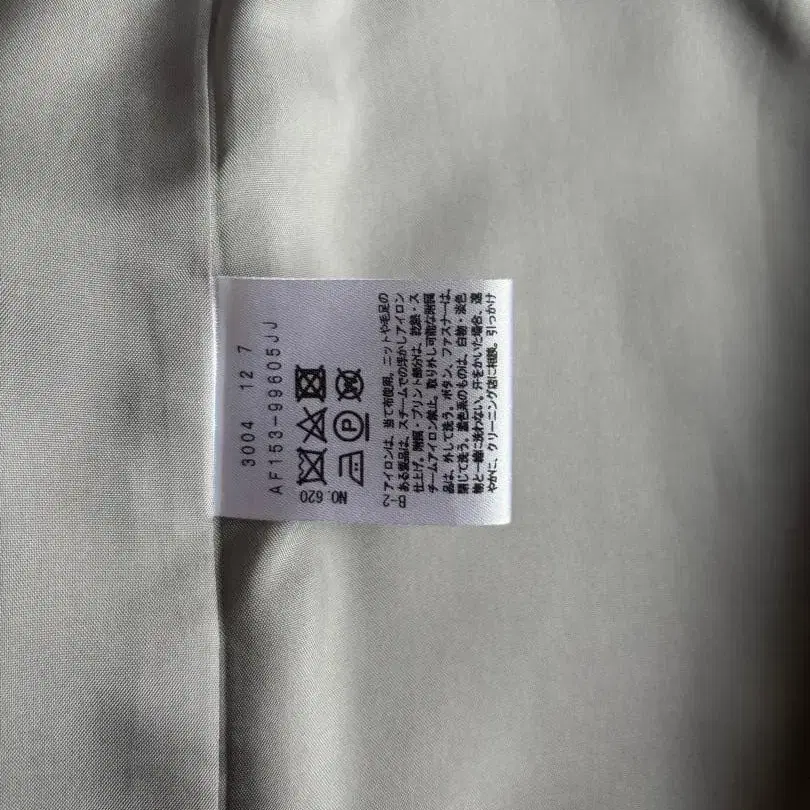 3004 12 7
AF153-99605JJ
NO. 620
B-2
アイロンは、当て布使用。ニットや毛足の
ある製品は、スチームでの浮かしアイロン
仕上げ。附属・プリント部分は、乾燥・ス
チームアイロン禁止。取り外し可能な附属
品は、外して洗う。ボタン、ファスナーは、
閉じて洗う。濃色系のものは、白物・淡色
物と一緒に洗わない。汗をかいた場合、速
やかに、クリーニング店に相談。引っかけ